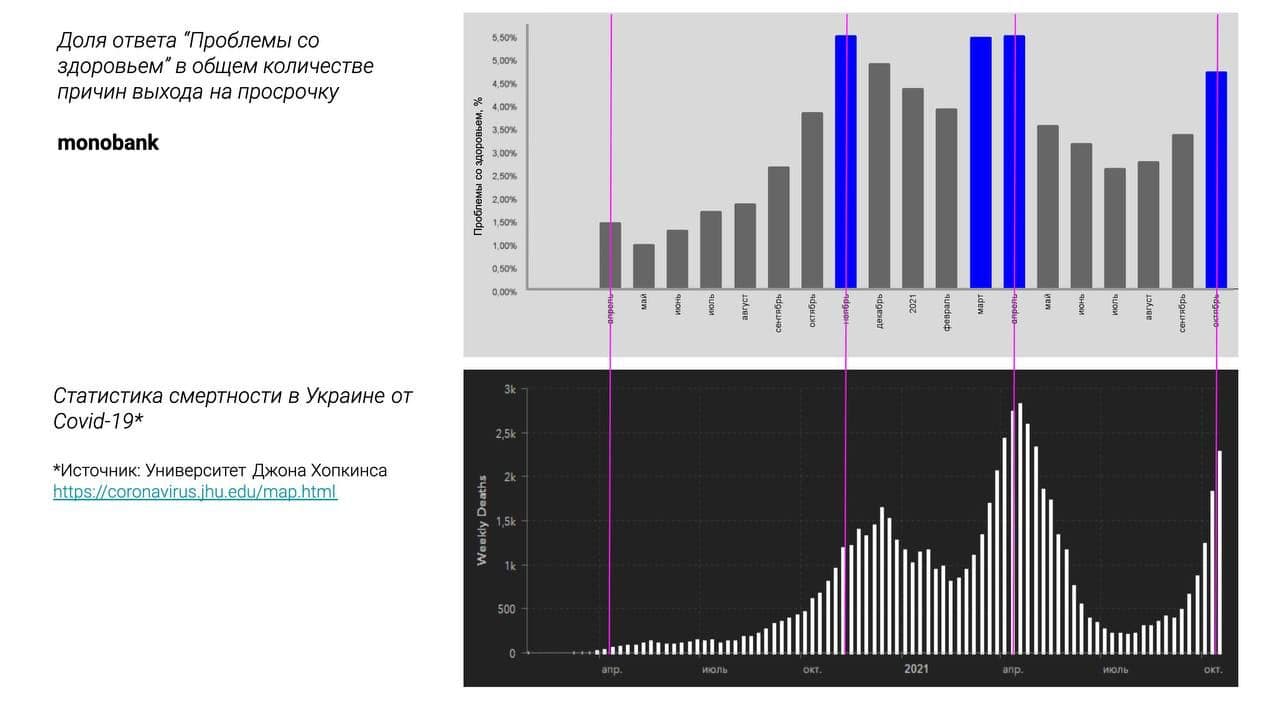 Доля ответа “Проблемы со
здоровьем” в общем количестве
причин выхода на просрочку
monobank
Проблемы со здоровьем, %
5,50%
5,00%
4,50%
4,00%
3,50%
3,00%
2,50%
2,00%
1,50%
1,00%
0,50%
0,00%
апрель
май
июнь
июль
август
сентябрь
октябрь
ноябрь
декабрь
2021
февраль
март
апрель
май
июнь
июль
август
сентябрь
октябрь
Статистика смертности в Украине от
Covid-19*
*Источник: Университет Джона Хопкинса
https://coronavirus.jhu.edu/map.html
Weekly Deaths
3k
2,5k
2k
1,5k
1k
500
0
апр.
июль
окт.
2021
апр.
июль
окт.